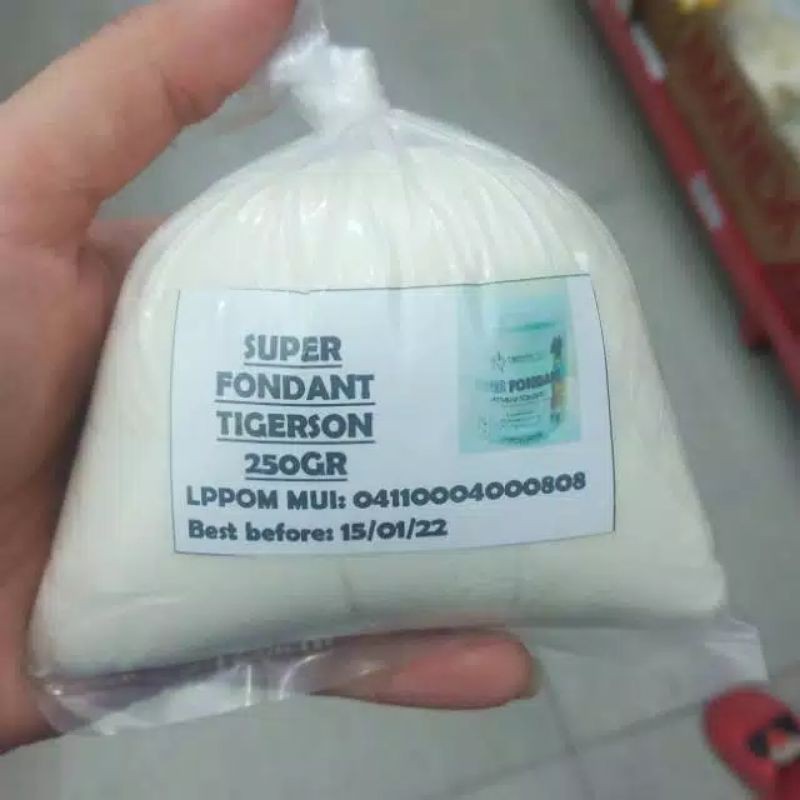 SUPER
FONDANT
TIGERSON
250GR
LPPOM MUI: 04110004000808
Best before: 15/01/22